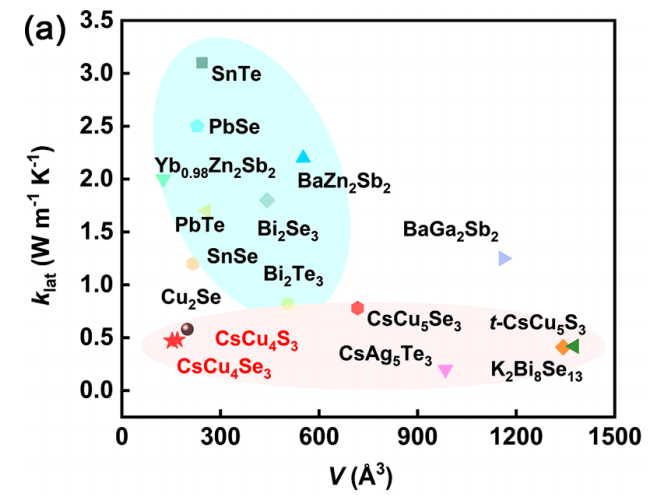 (a)
3.5
3.0
2.5
2.0
1.5
1.0
0.5
0.0
k_lat (W m⁻¹ K⁻¹)
SnTe
PbSe
Yb₀.₉₈Zn₂Sb₂
BaZn₂Sb₂
PbTe
Bi₂Se₃
BaGa₂Sb₂
SnSe
Bi₂Te₃
Cu₂Se
CsCu₅Se₃
t-CsCu₅S₃
CsCu₄S₃
CsAg₅Te₃
CsCu₄Se₃
K₂Bi₈Se₁₃
0
300
600
900
1200
1500
V (Å³)